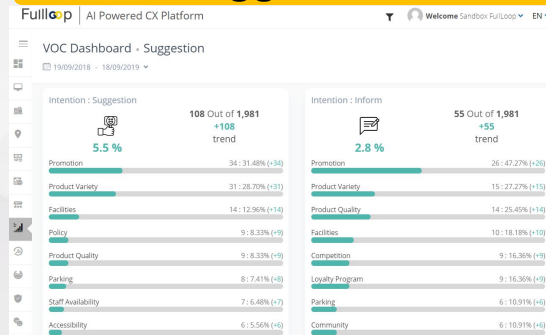 Fulloop AI Powered CX Platform
Welcome Sandbox FullLoop EN
VOC Dashboard - Suggestion
19/09/2018 - 18/09/2019
Intention : Suggestion
108 Out of 1,981
+108
trend
5.5 %
Promotion 34 : 31.48% (+34)
Product Variety 31 : 28.70% (+31)
Facilities 14 : 12.96% (+14)
Policy 9 : 8.33% (+9)
Product Quality 9 : 8.33% (+9)
Parking 8 : 7.41% (+8)
Staff Availability 7 : 6.48% (+7)
Accessibility 6 : 5.56% (+6)
Intention : Inform
55 Out of 1,981
+55
trend
2.8 %
Promotion 26 : 47.27% (+26)
Product Variety 15 : 27.27% (+15)
Product Quality 14 : 25.45% (+14)
Facilities 10 : 18.18% (+10)
Competition 9 : 16.36% (+9)
Loyalty Program 9 : 16.36% (+9)
Parking 6 : 10.91% (+6)
Community 6 : 10.91% (+6)